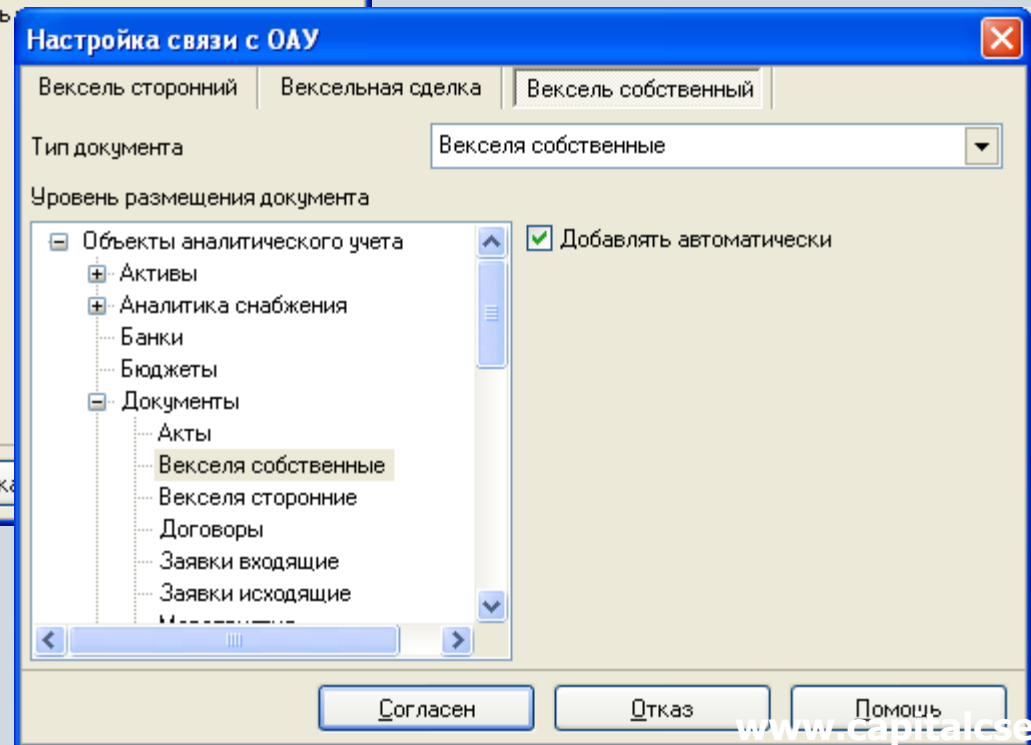 Настройка связи с ОАУ
Вексель сторонний Вексельная сделка Вексель собственный
Тип документа Векселя собственные
Уровень размещения документа
Объекты аналитического учета
Добавлять автоматически
Активы
Аналитика снабжения
Банки
Бюджеты
Документы
Акты
Векселя собственные
Векселя сторонние
Договоры
Заявки входящие
Заявки исходящие
Согласен Отказ Помощь
www.capitalcse